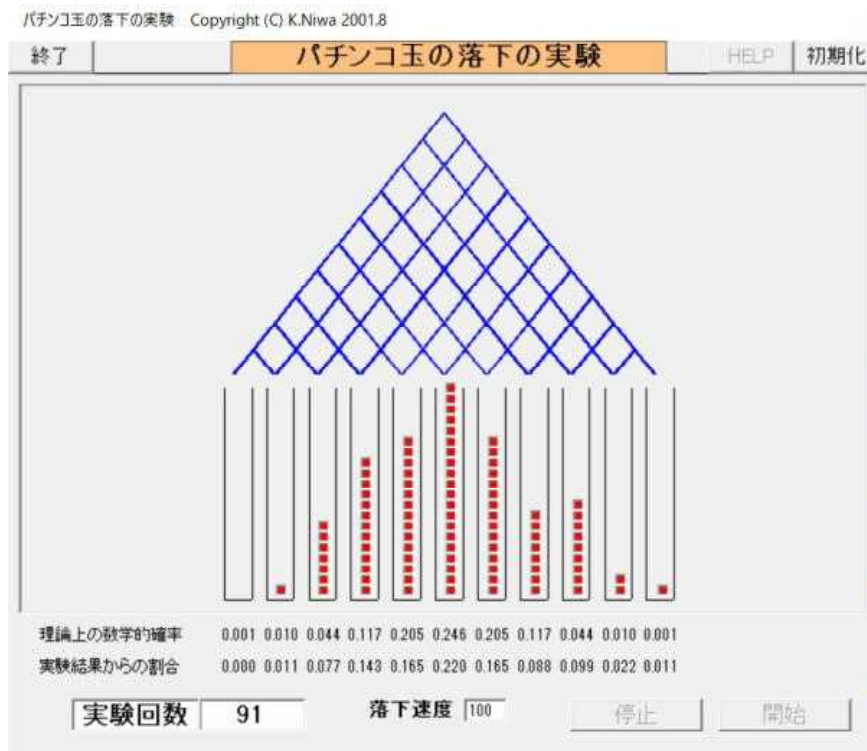 パチンコ玉の落下の実験 Copyright (C) K.Niwa 2001.8
終了 パチンコ玉の落下の実験 HELP 初期化
理論上の数学的確率 0.001 0.010 0.044 0.117 0.205 0.246 0.205 0.117 0.044 0.010 0.001
実験結果からの割合 0.000 0.011 0.077 0.143 0.165 0.220 0.165 0.088 0.099 0.022 0.011
実験回数 91 落下速度 100 停止 開始